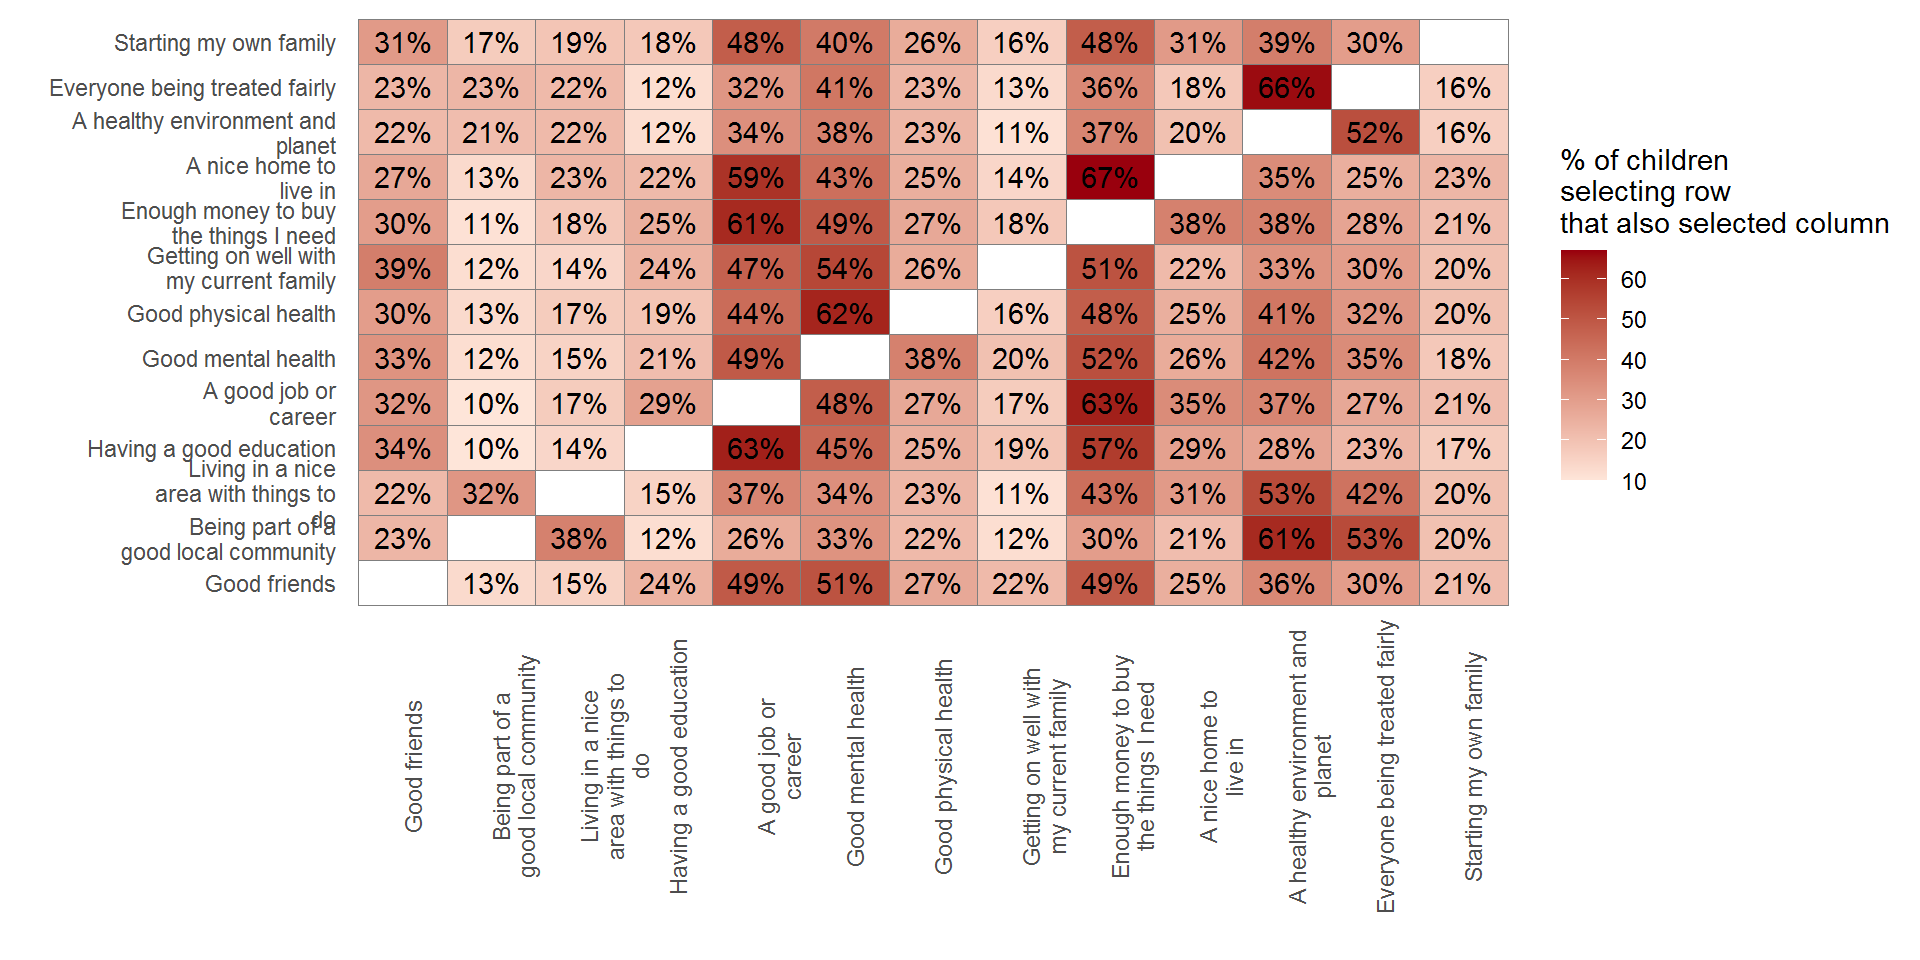 Starting my own family 31% 17% 19% 18% 48% 40% 26% 16% 48% 31% 39% 30%
Everyone being treated fairly 23% 23% 22% 12% 32% 41% 23% 13% 36% 18% 66% 16%
A healthy environment and
planet
22% 21% 22% 12% 34% 38% 23% 11% 37% 20% 52% 16%
A nice home to
live in
27% 13% 23% 22% 59% 43% 25% 14% 67% 35% 25% 23%
Enough money to buy
the things I need
30% 11% 18% 25% 61% 49% 27% 18% 38% 38% 28% 21%
Getting on well with
my current family
39% 12% 14% 24% 47% 54% 26% 51% 22% 33% 30% 20%
Good physical health 30% 13% 17% 19% 44% 62% 16% 48% 25% 41% 32% 20%
Good mental health 33% 12% 15% 21% 49% 38% 20% 52% 26% 42% 35% 18%
A good job or
career
32% 10% 17% 29% 48% 27% 17% 63% 35% 37% 27% 21%
Having a good education 34% 10% 14% 63% 45% 25% 19% 57% 29% 28% 23% 17%
Living in a nice
area with things to
do
22% 32% 15% 37% 34% 23% 11% 43% 31% 53% 42% 20%
Being part of a
good local community
23% 38% 12% 26% 33% 22% 12% 30% 21% 61% 53% 20%
Good friends 13% 15% 24% 49% 51% 27% 22% 49% 25% 36% 30% 21%
Good friends
Being part of a
good local community
Living in a nice
area with things to
do
Having a good education
A good job or
career
Good mental health
Good physical health
Getting on well with
my current family
Enough money to buy
the things I need
A nice home to
live in
A healthy environment and
planet
Everyone being treated fairly
Starting my own family
% of children
selecting row
that also selected column
60
50
40
30
20
10